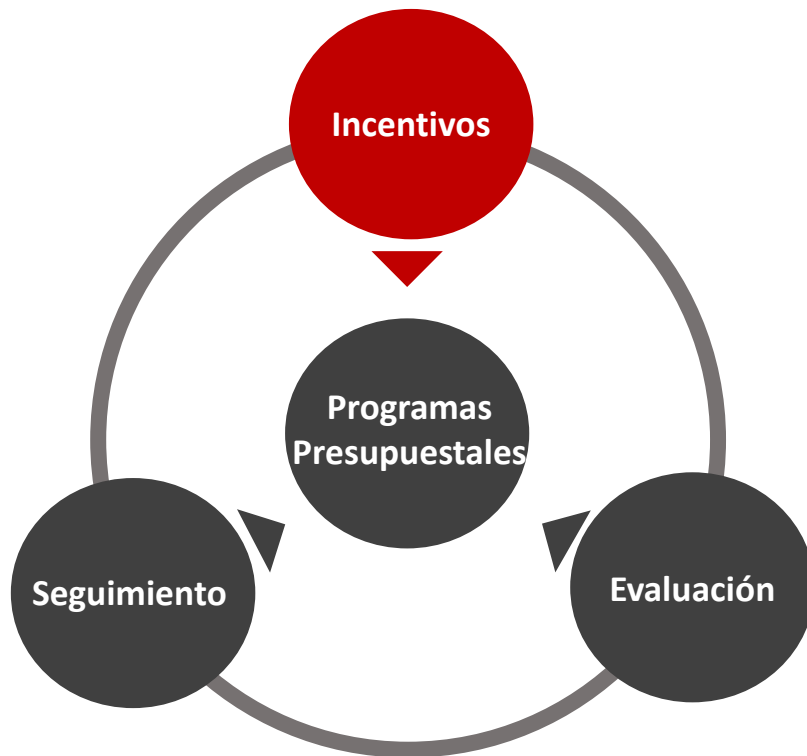 Incentivos
Programas
Presupuestales
Seguimiento
Evaluación